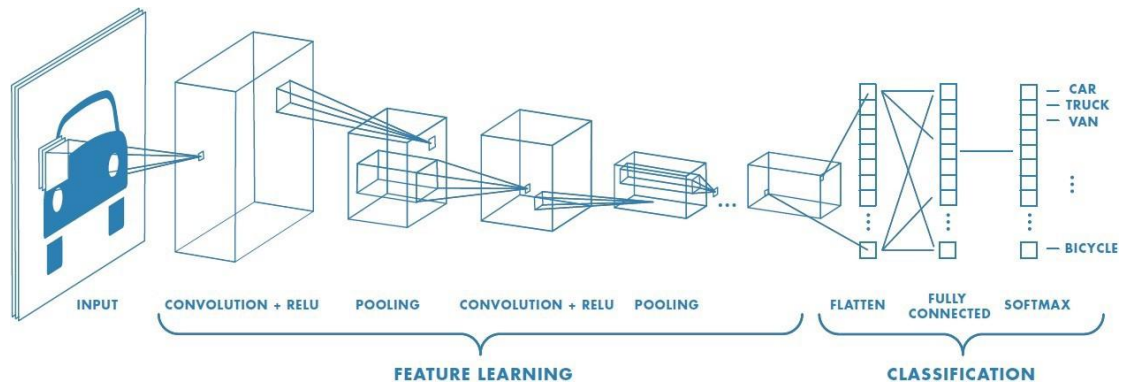 CAR
TRUCK
VAN
BICYCLE
INPUT
CONVOLUTION + RELU
POOLING
CONVOLUTION + RELU
POOLING
FLATTEN
FULLY
CONNECTED
SOFTMAX
FEATURE LEARNING
CLASSIFICATION